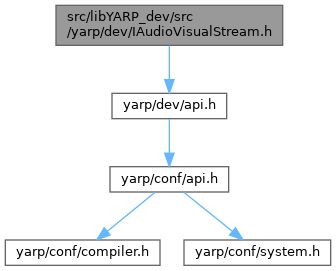 src/libYARP_dev/src
/yarp/dev/IAudioVisualStream.h
yarp/dev/api.h
yarp/conf/api.h
yarp/conf/compiler.h
yarp/conf/system.h